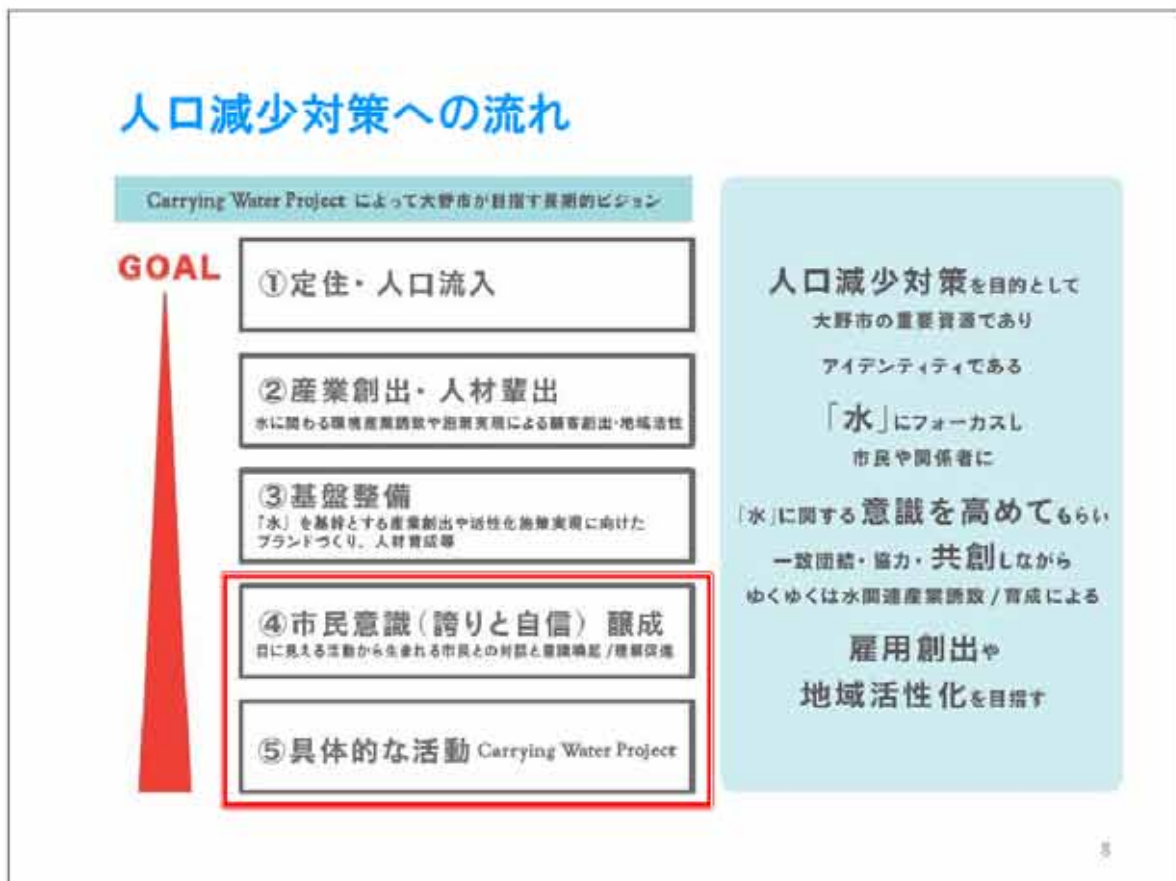 人口減少対策への流れ
Carrying Water Project によって大野市が目指す長期的ビジョン
GOAL
①定住・人口流入
②産業創出・人材輩出
水に関わる環境産業誘致や施策実現による顧客創出・地域活性
③基盤整備
「水」を基幹とする産業創出や活性化施策実現に向けた
ブランドづくり、人材育成等
④市民意識(誇りと自信) 醸成
目に見える活動から生まれる市民との対話と意識喚起/理解促進
⑤具体的な活動 Carrying Water Project
人口減少対策を目的として
大野市の重要資源であり
アイデンティティである
「水」にフォーカスし
市民や関係者に
「水」に関する意識を高めてもらい
一致団結・協力・共創しながら
ゆくゆくは水関連産業誘致/育成による
雇用創出や
地域活性化を目指す
8